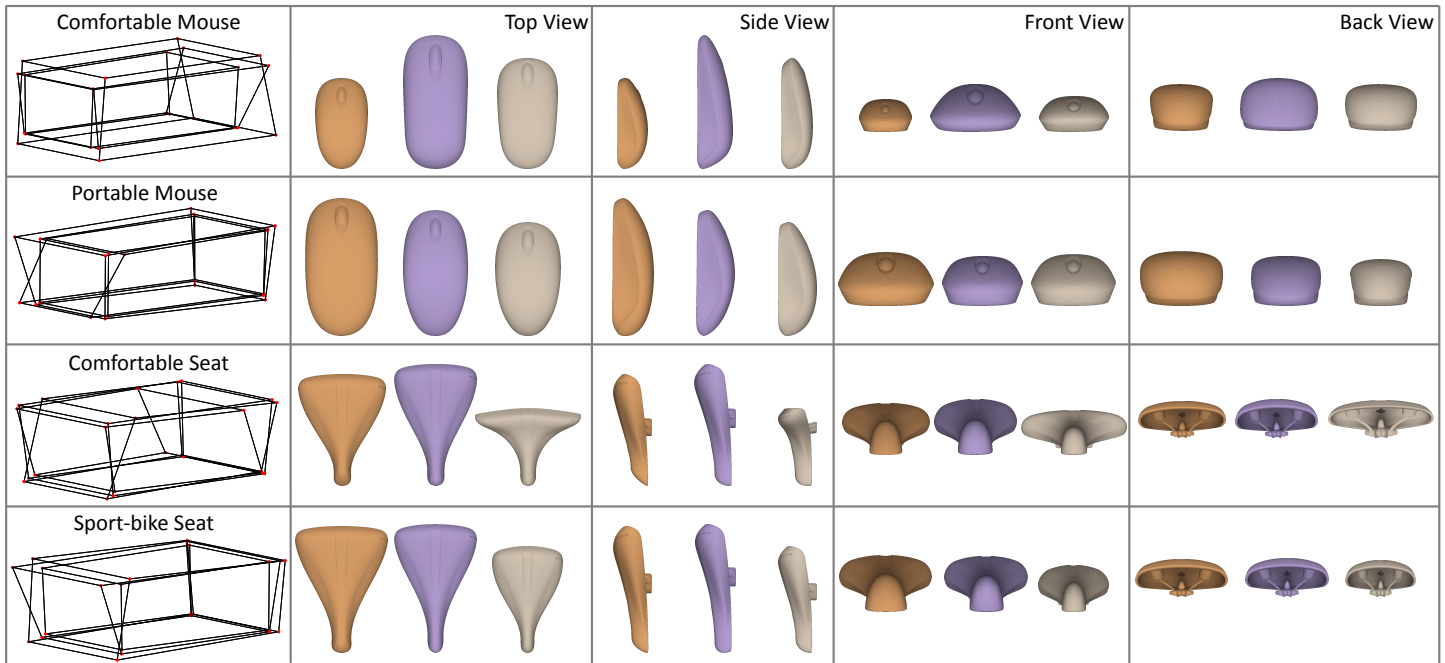 Comfortable Mouse
Top View
Side View
Front View
Back View
Portable Mouse
Comfortable Seat
Sport-bike Seat